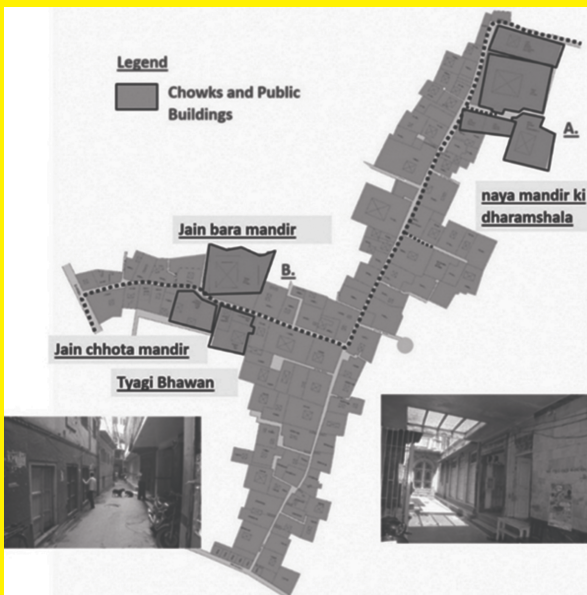 Legend
Chowks and Public
Buildings
A.
naya mandir ki
dharamshala
Jain bara mandir
B.
Jain chhota mandir
Tyagi Bhawan